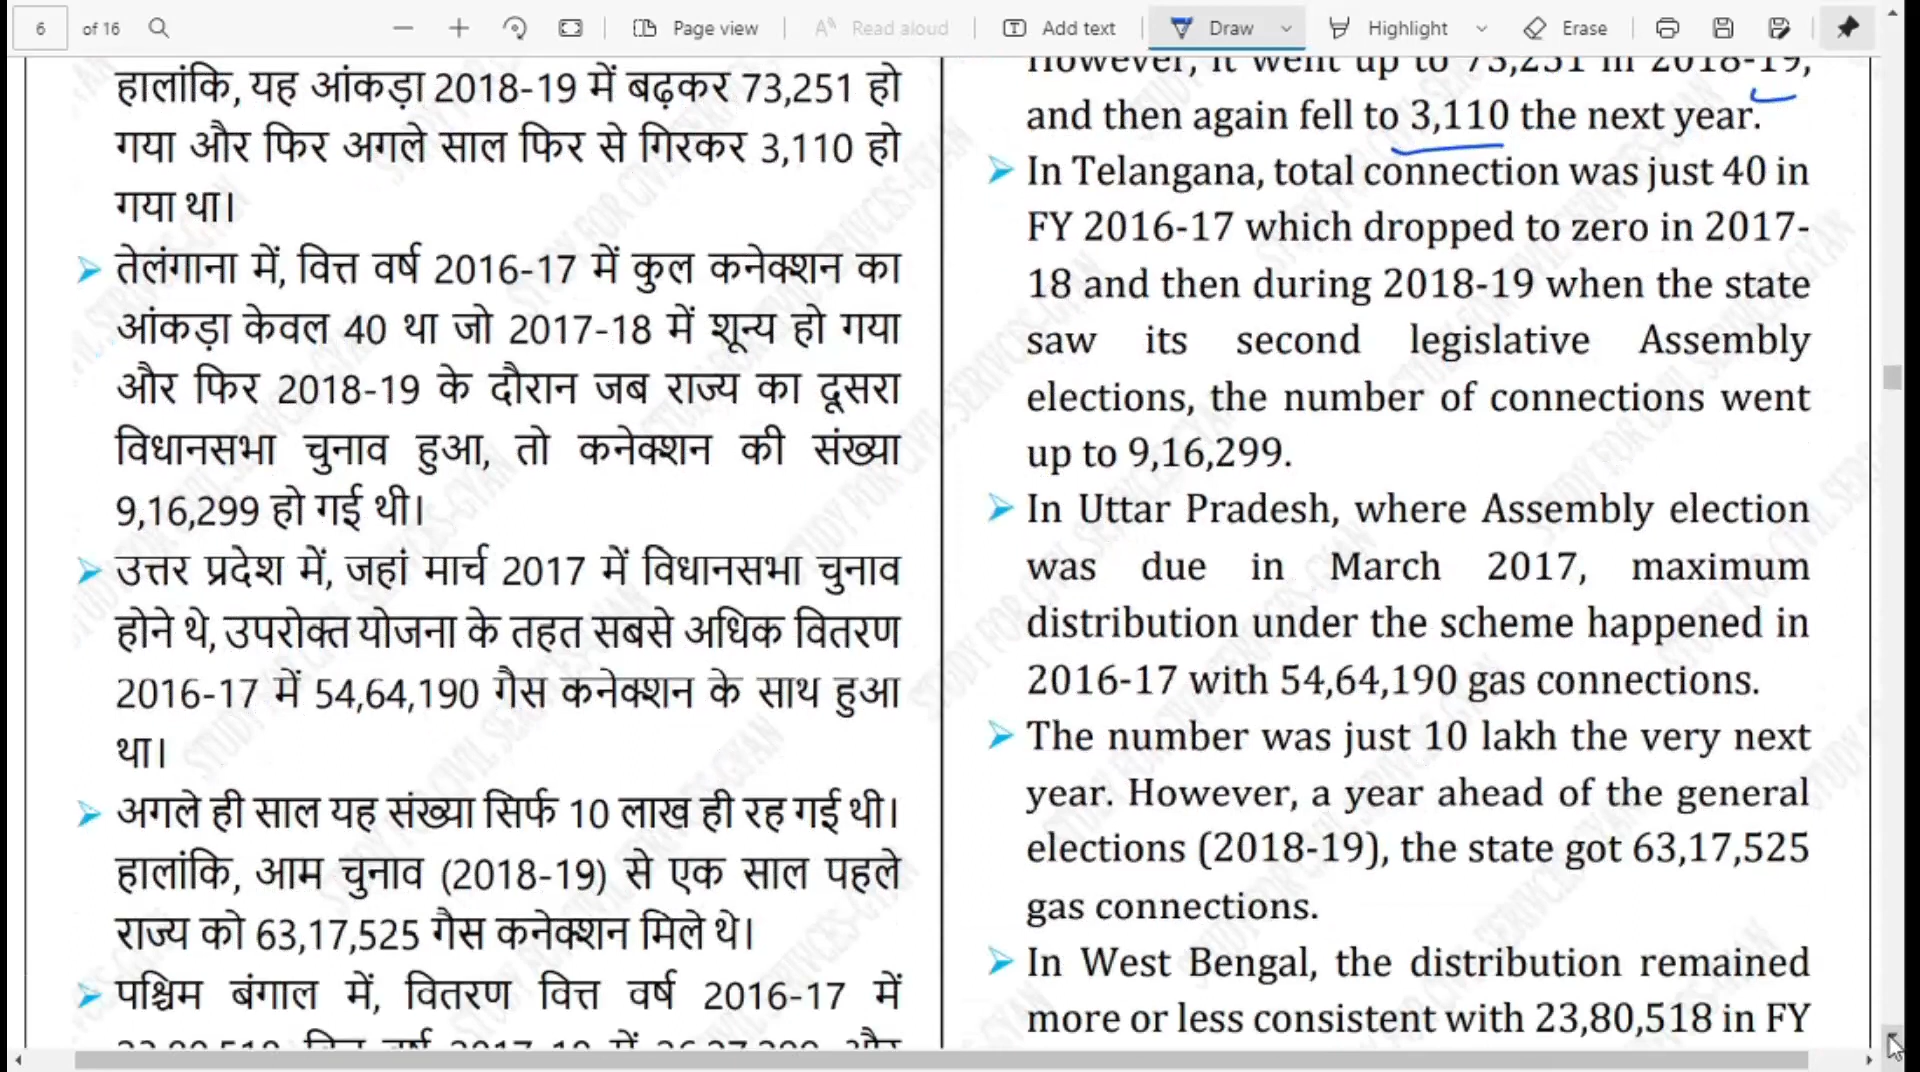 6 of 16 Page view Read aloud Add text Draw Highlight Erase
हालांकि, यह आंकड़ा 2018-19 में बढ़कर 73,251 हो
गया और फिर अगले साल फिर से गिरकर 3,110 हो
गया था।
तेलंगाना में, वित्त वर्ष 2016-17 में कुल कनेक्शन का
आंकड़ा केवल 40 था जो 2017-18 में शून्य हो गया
और फिर 2018-19 के दौरान जब राज्य का दूसरा
विधानसभा चुनाव हुआ, तो कनेक्शन की संख्या
9,16,299 हो गई थी।
उत्तर प्रदेश में, जहां मार्च 2017 में विधानसभा चुनाव
होने थे, उपरोक्त योजना के तहत सबसे अधिक वितरण
2016-17 में 54,64,190 गैस कनेक्शन के साथ हुआ
था।
अगले ही साल यह संख्या सिर्फ 10 लाख ही रह गई थी।
हालांकि, आम चुनाव (2018-19) से एक साल पहले
राज्य को 63,17,525 गैस कनेक्शन मिले थे।
पश्चिम बंगाल में, वितरण वित्त वर्ष 2016-17 में
However, it went up to 73,251 in 2018-19,
and then again fell to 3,110 the next year.
In Telangana, total connection was just 40 in
FY 2016-17 which dropped to zero in 2017-
18 and then during 2018-19 when the state
saw its second legislative Assembly
elections, the number of connections went
up to 9,16,299.
In Uttar Pradesh, where Assembly election
was due in March 2017, maximum
distribution under the scheme happened in
2016-17 with 54,64,190 gas connections.
The number was just 10 lakh the very next
year. However, a year ahead of the general
elections (2018-19), the state got 63,17,525
gas connections.
In West Bengal, the distribution remained
more or less consistent with 23,80,518 in FY